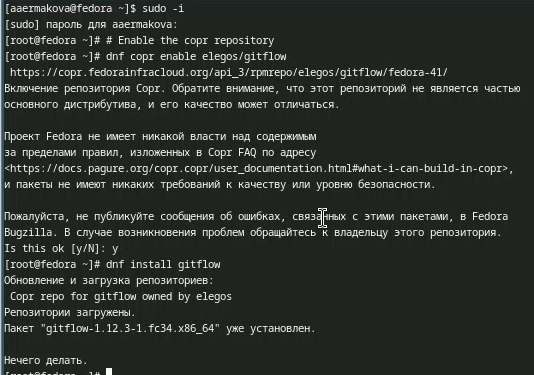 [aaermakova@fedora ~]$ sudo -i
[sudo] пароль для aaermakova:
[root@fedora ~]# # Enable the copr repository
[root@fedora ~]# dnf copr enable elegos/gitflow
https://copr.fedorainfracloud.org/api_3/rpmrepo/elegos/gitflow/fedora-41/
Включение репозитория Copr. Обратите внимание, что этот репозиторий не является частью
основного дистрибутива, и его качество может отличаться.
Проект Fedora не имеет никакой власти над содержимым
за пределами правил, изложенных в Copr FAQ по адресу
<https://docs.pagure.org/copr.copr/user_documentation.html#what-i-can-build-in-copr>,
и пакеты не имеют никаких требований к качеству или уровню безопасности.
Пожалуйста, не публикуйте сообщения об ошибках, связанных с этими пакетами, в Fedora
Bugzilla. В случае возникновения проблем обращайтесь к владельцу этого репозитория.
Is this ok [y/N]: y
[root@fedora ~]# dnf install gitflow
Обновление и загрузка репозиториев:
Copr repo for gitflow owned by elegos
Репозитории загружены.
Пакет "gitflow-1.12.3-1.fc34.x86_64" уже установлен.
Нечего делать.
[root@fedora ~]#